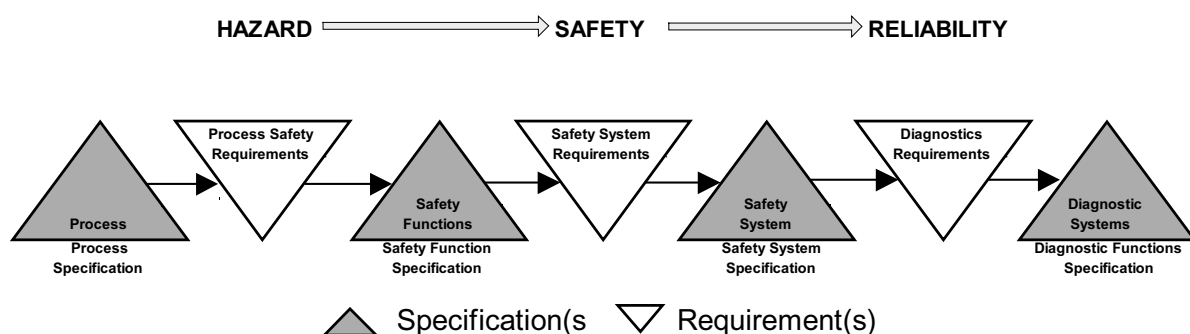 HAZARD SAFETY RELIABILITY
Process Safety
Requirements
Safety System
Requirements
Diagnostics
Requirements
Process
Safety
Functions
Safety
System
Diagnostic
Systems
Process
Specification
Safety Function
Specification
Safety System
Specification
Diagnostic Functions
Specification
Specification(s
Requirement(s)